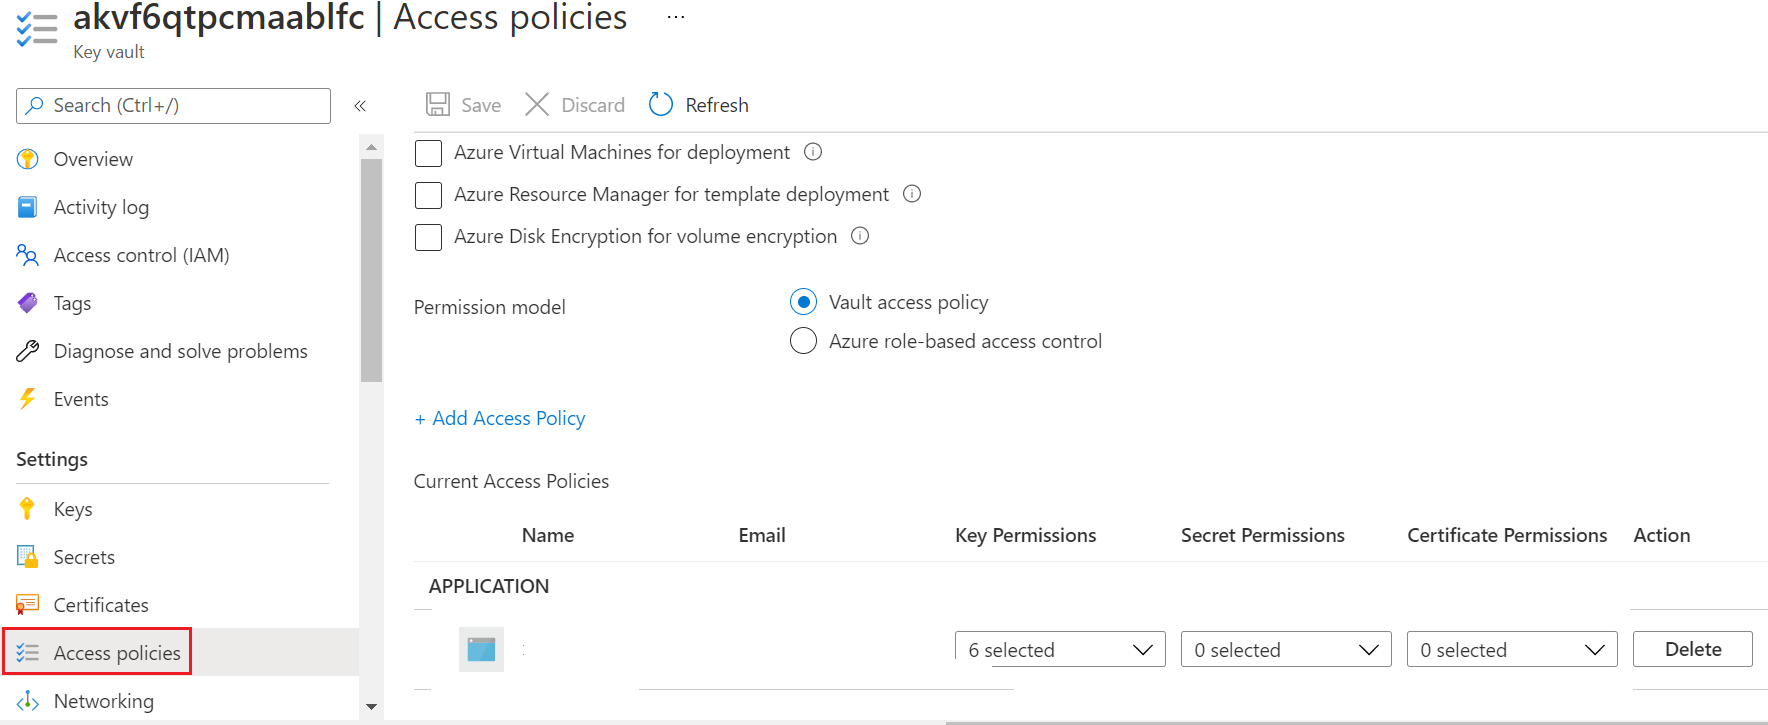 akvf6qtpcmaablfc | Access policies ...
Key vault
Search (Ctrl+/)
«
Overview
Activity log
Access control (IAM)
Tags
Diagnose and solve problems
Events
Settings
Keys
Secrets
Certificates
Access policies
Networking
Save Discard Refresh
Azure Virtual Machines for deployment
Azure Resource Manager for template deployment
Azure Disk Encryption for volume encryption
Permission model
Vault access policy
Azure role-based access control
+ Add Access Policy
Current Access Policies
Name Email Key Permissions Secret Permissions Certificate Permissions Action
APPLICATION
6 selected 0 selected 0 selected Delete